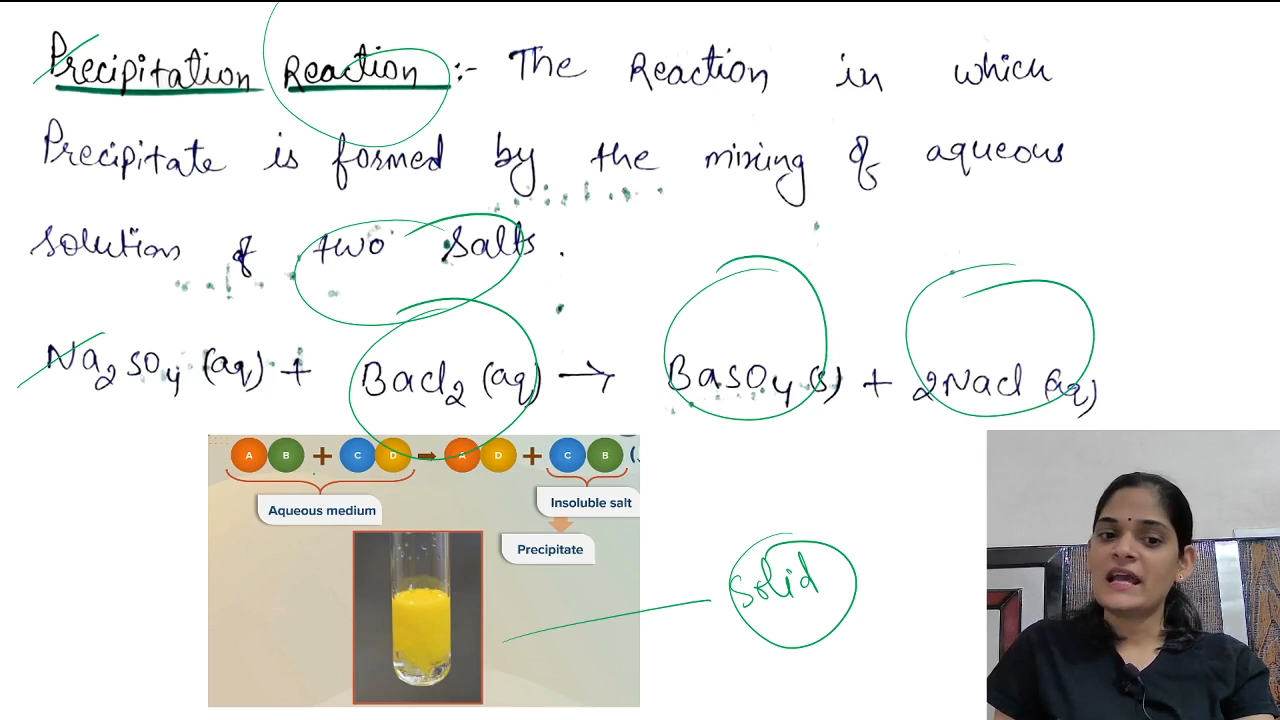 Precipitation Reaction :- The Reaction in which
Precipitate is formed by the mixing of aqueous
solution of two salts.
Na₂SO₄ (aq) + Bacl₂ (aq) → BaSO₄ (s) + 2Nacl (aq)
A B + C D → A D + C B
Aqueous medium
Insoluble salt
Precipitate
solid